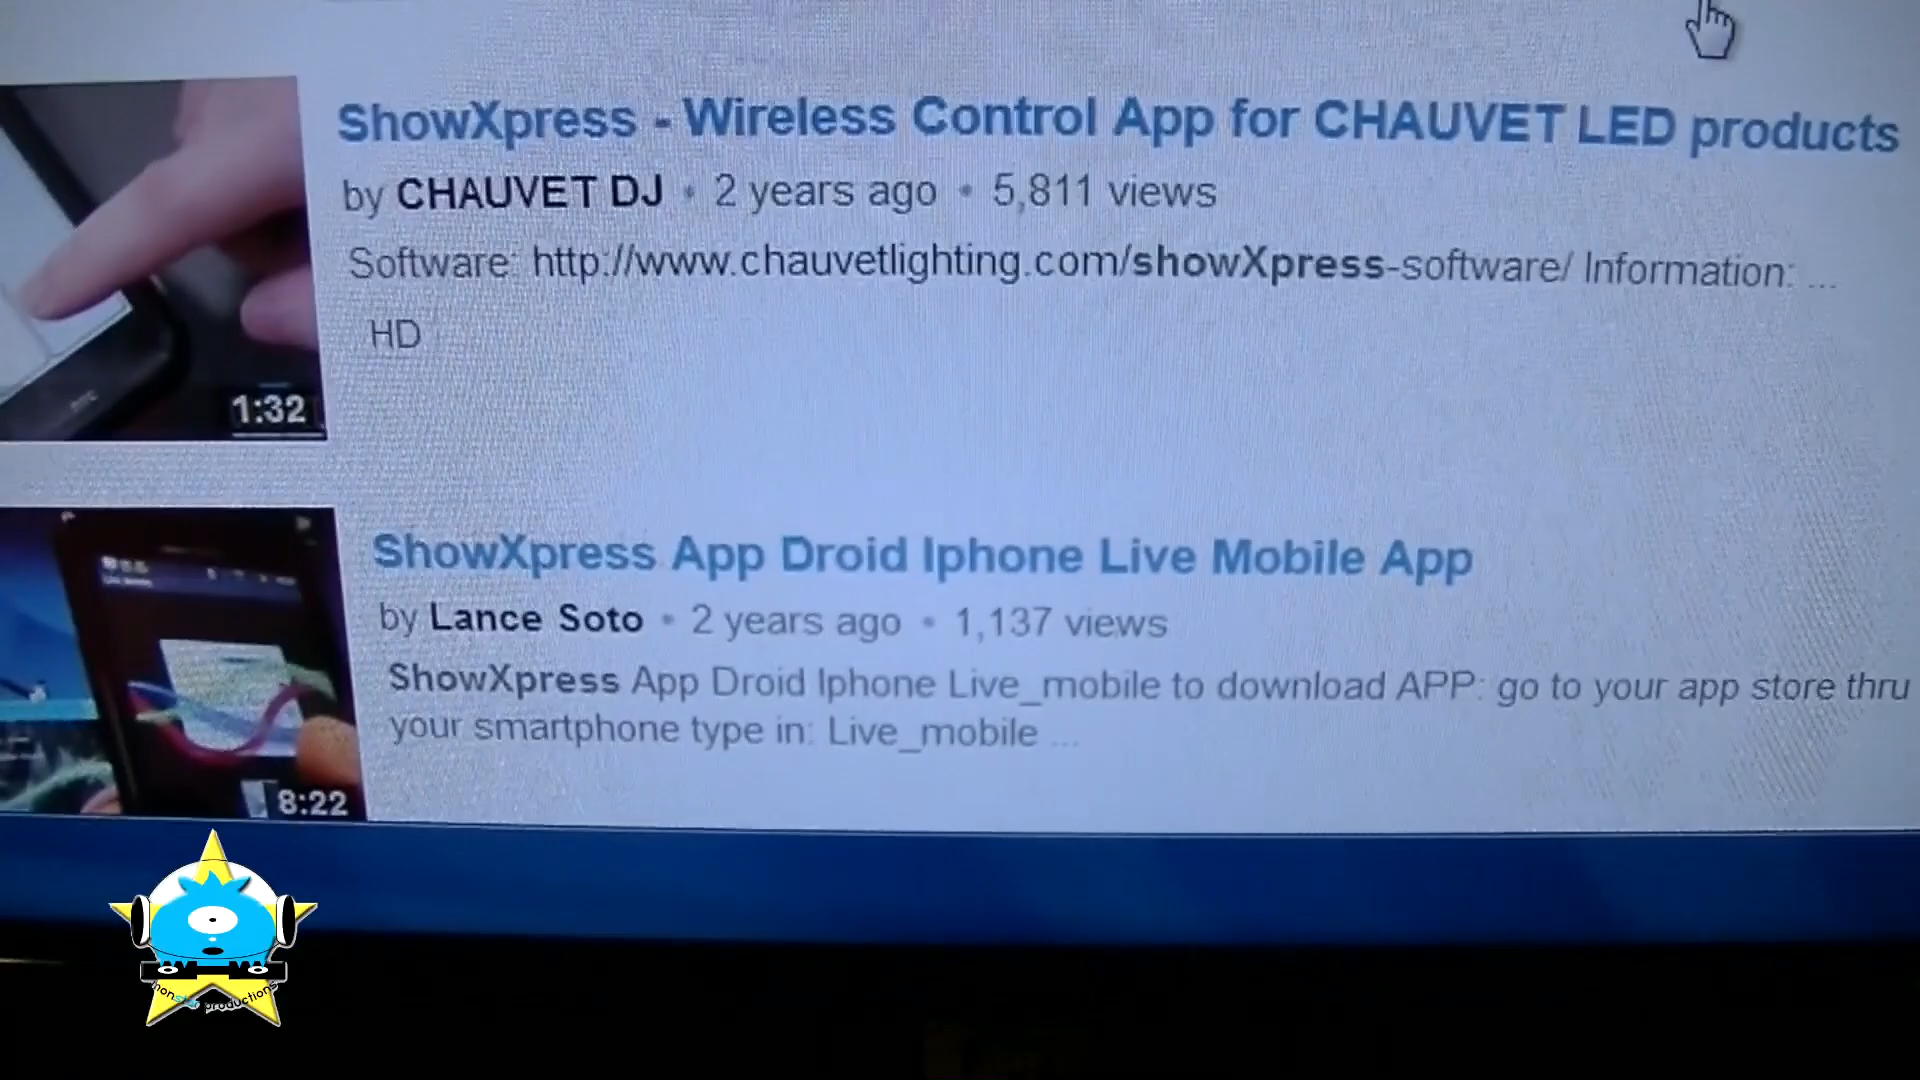 ShowXpress - Wireless Control App for CHAUVET LED products
by CHAUVET DJ • 2 years ago • 5,811 views
Software: http://www.chauvetlighting.com/showXpress-software/ Information: ...
HD
1:32
ShowXpress App Droid Iphone Live Mobile App
by Lance Soto • 2 years ago • 1,137 views
ShowXpress App Droid Iphone Live_mobile to download APP: go to your app store thru
your smartphone type in: Live_mobile ...
8:22
monstar productions